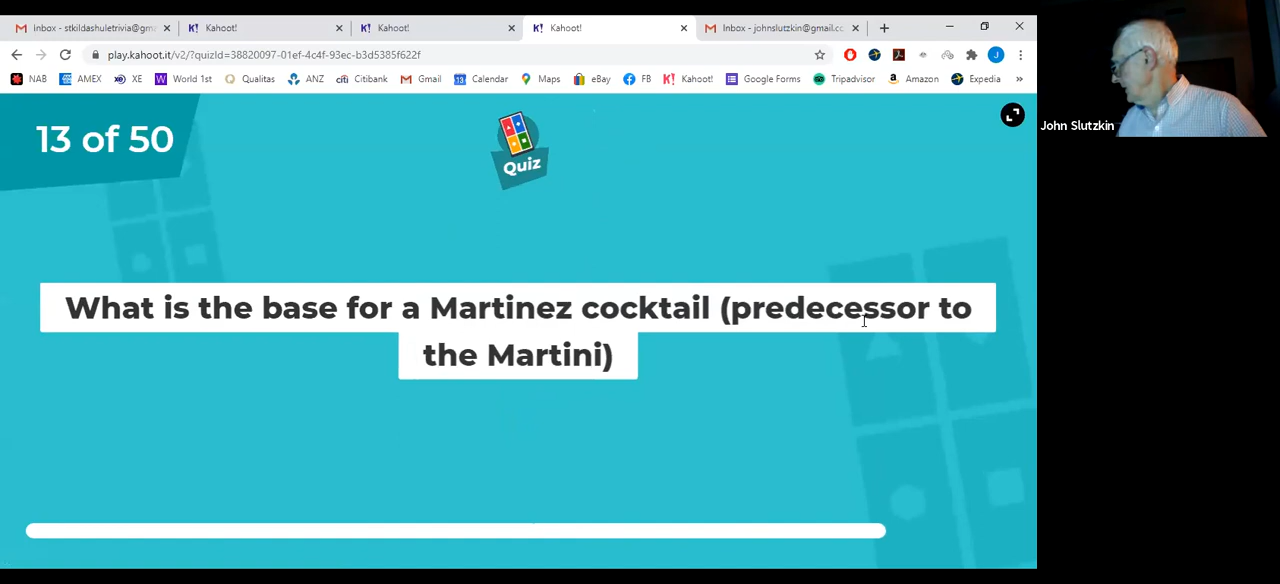 Inbox - stkildashuletrivia@gm
Kahoot!
Kahoot!
Kahoot!
Inbox - johnslutzkin@gmail.cc
play.kahoot.it/v2/?quizId=38820097-01ef-4c4f-93ec-b3d5385f622f
J
NAB
AMEX
XE
World 1st
Qualitas
ANZ
Citibank
Gmail
Calendar
Maps
eBay
FB
K! Kahoot!
Google Forms
Tripadvisor
Amazon
Expedia
»
13 of 50
Quiz
John Slutzkin
What is the base for a Martinez cocktail (predecessor to
the Martini)